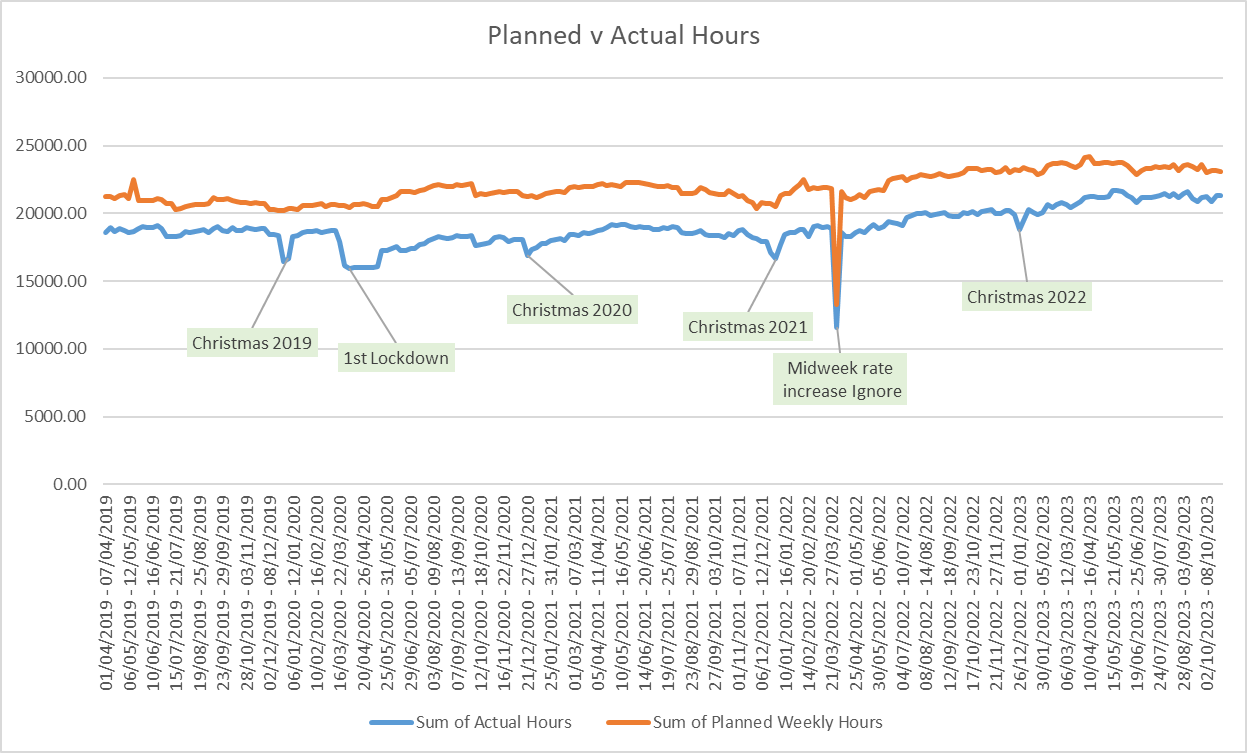 Planned v Actual Hours
30000.00
25000.00
20000.00
15000.00
10000.00
5000.00
0.00
Christmas 2019
1st Lockdown
Christmas 2020
Christmas 2021
Midweek rate
increase Ignore
Christmas 2022
01/04/2019 - 07/04/2019
06/05/2019 - 12/05/2019
10/06/2019 - 16/06/2019
15/07/2019 - 21/07/2019
19/08/2019 - 25/08/2019
23/09/2019 - 29/09/2019
28/10/2019 - 03/11/2019
02/12/2019 - 08/12/2019
06/01/2020 - 12/01/2020
10/02/2020 - 16/02/2020
16/03/2020 - 22/03/2020
20/04/2020 - 26/04/2020
25/05/2020 - 31/05/2020
29/06/2020 - 05/07/2020
03/08/2020 - 09/08/2020
07/09/2020 - 13/09/2020
12/10/2020 - 18/10/2020
16/11/2020 - 22/11/2020
21/12/2020 - 27/12/2020
25/01/2021 - 31/01/2021
01/03/2021 - 07/03/2021
05/04/2021 - 11/04/2021
10/05/2021 - 16/05/2021
14/06/2021 - 20/06/2021
19/07/2021 - 25/07/2021
23/08/2021 - 29/08/2021
27/09/2021 - 03/10/2021
01/11/2021 - 07/11/2021
06/12/2021 - 12/12/2021
10/01/2022 - 16/01/2022
14/02/2022 - 20/02/2022
21/03/2022 - 27/03/2022
25/04/2022 - 01/05/2022
30/05/2022 - 05/06/2022
04/07/2022 - 10/07/2022
08/08/2022 - 14/08/2022
12/09/2022 - 18/09/2022
17/10/2022 - 23/10/2022
21/11/2022 - 27/11/2022
26/12/2022 - 01/01/2023
30/01/2023 - 05/02/2023
06/03/2023 - 12/03/2023
10/04/2023 - 16/04/2023
15/05/2023 - 21/05/2023
19/06/2023 - 25/06/2023
24/07/2023 - 30/07/2023
28/08/2023 - 03/09/2023
02/10/2023 - 08/10/2023
Sum of Actual Hours
Sum of Planned Weekly Hours